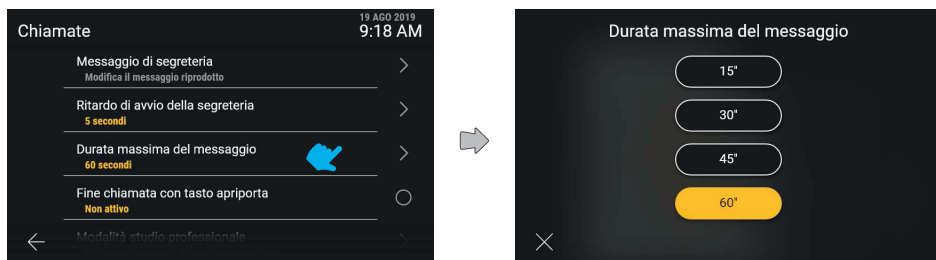 Chiamate
19 AGO 2019
9:18 AM
Messaggio di segreteria
Modifica il messaggio riprodotto
Ritardo di avvio della segreteria
5 secondi
Durata massima del messaggio
60 secondi
Fine chiamata con tasto apriporta
Non attivo
Modalità studio professionale
Durata massima del messaggio
15"
30"
45"
60"